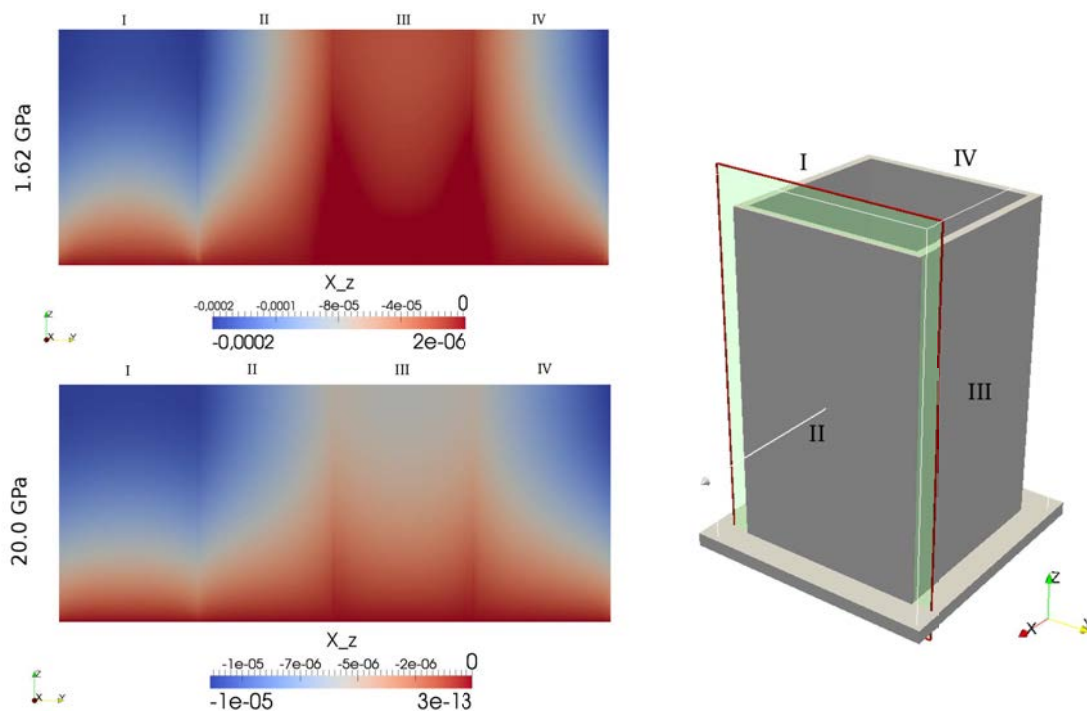 I II III IV
1.62 GPa
X_z
-0,0002 -0,0001 -8e-05 -4e-05 0
-0,0002 2e-06
Z
X Y
I II III IV
20.0 GPa
X_z
-1e-05 -7e-06 -5e-06 -2e-06 0
-1e-05 3e-13
Z
X Y
I IV
III
II
Z
X Y